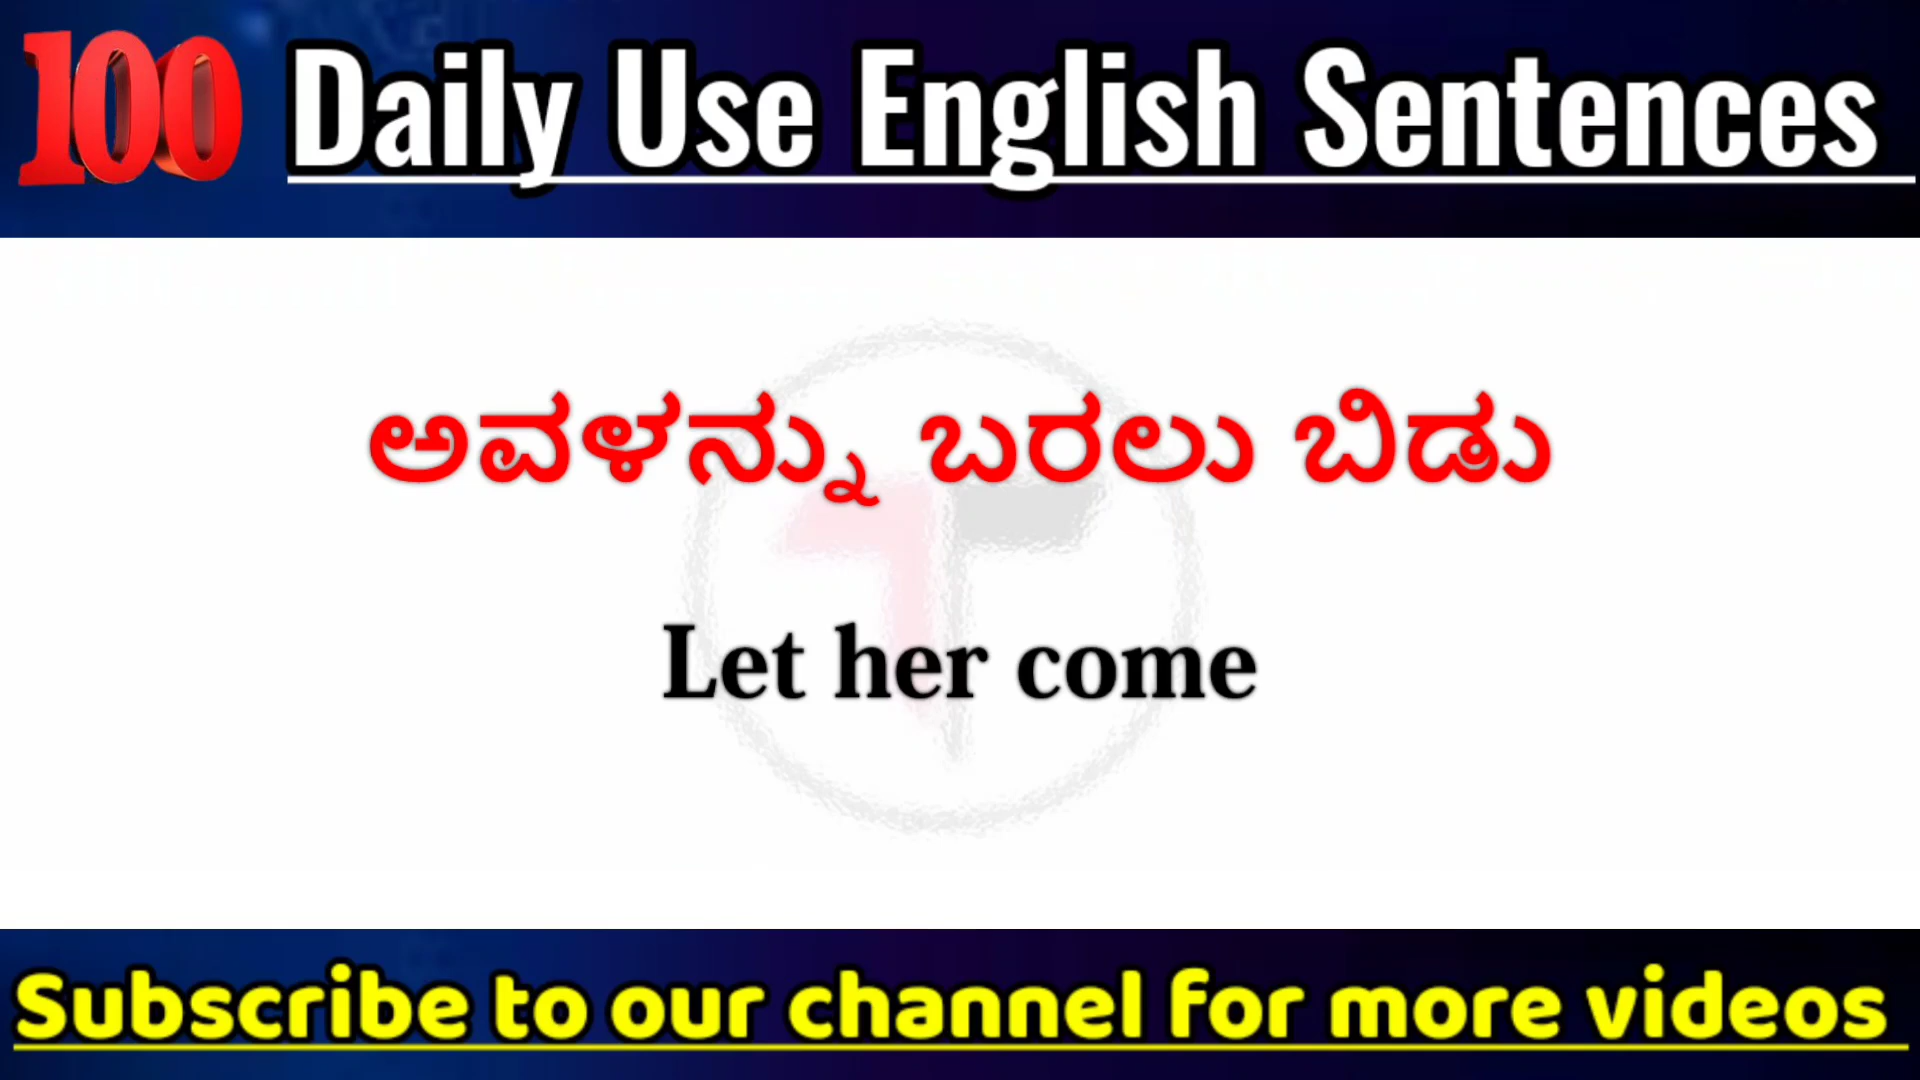 100 Daily Use English Sentences
ಅವಳನ್ನು ಬರಲು ಬಿಡು
Let her come
Subscribe to our channel for more videos